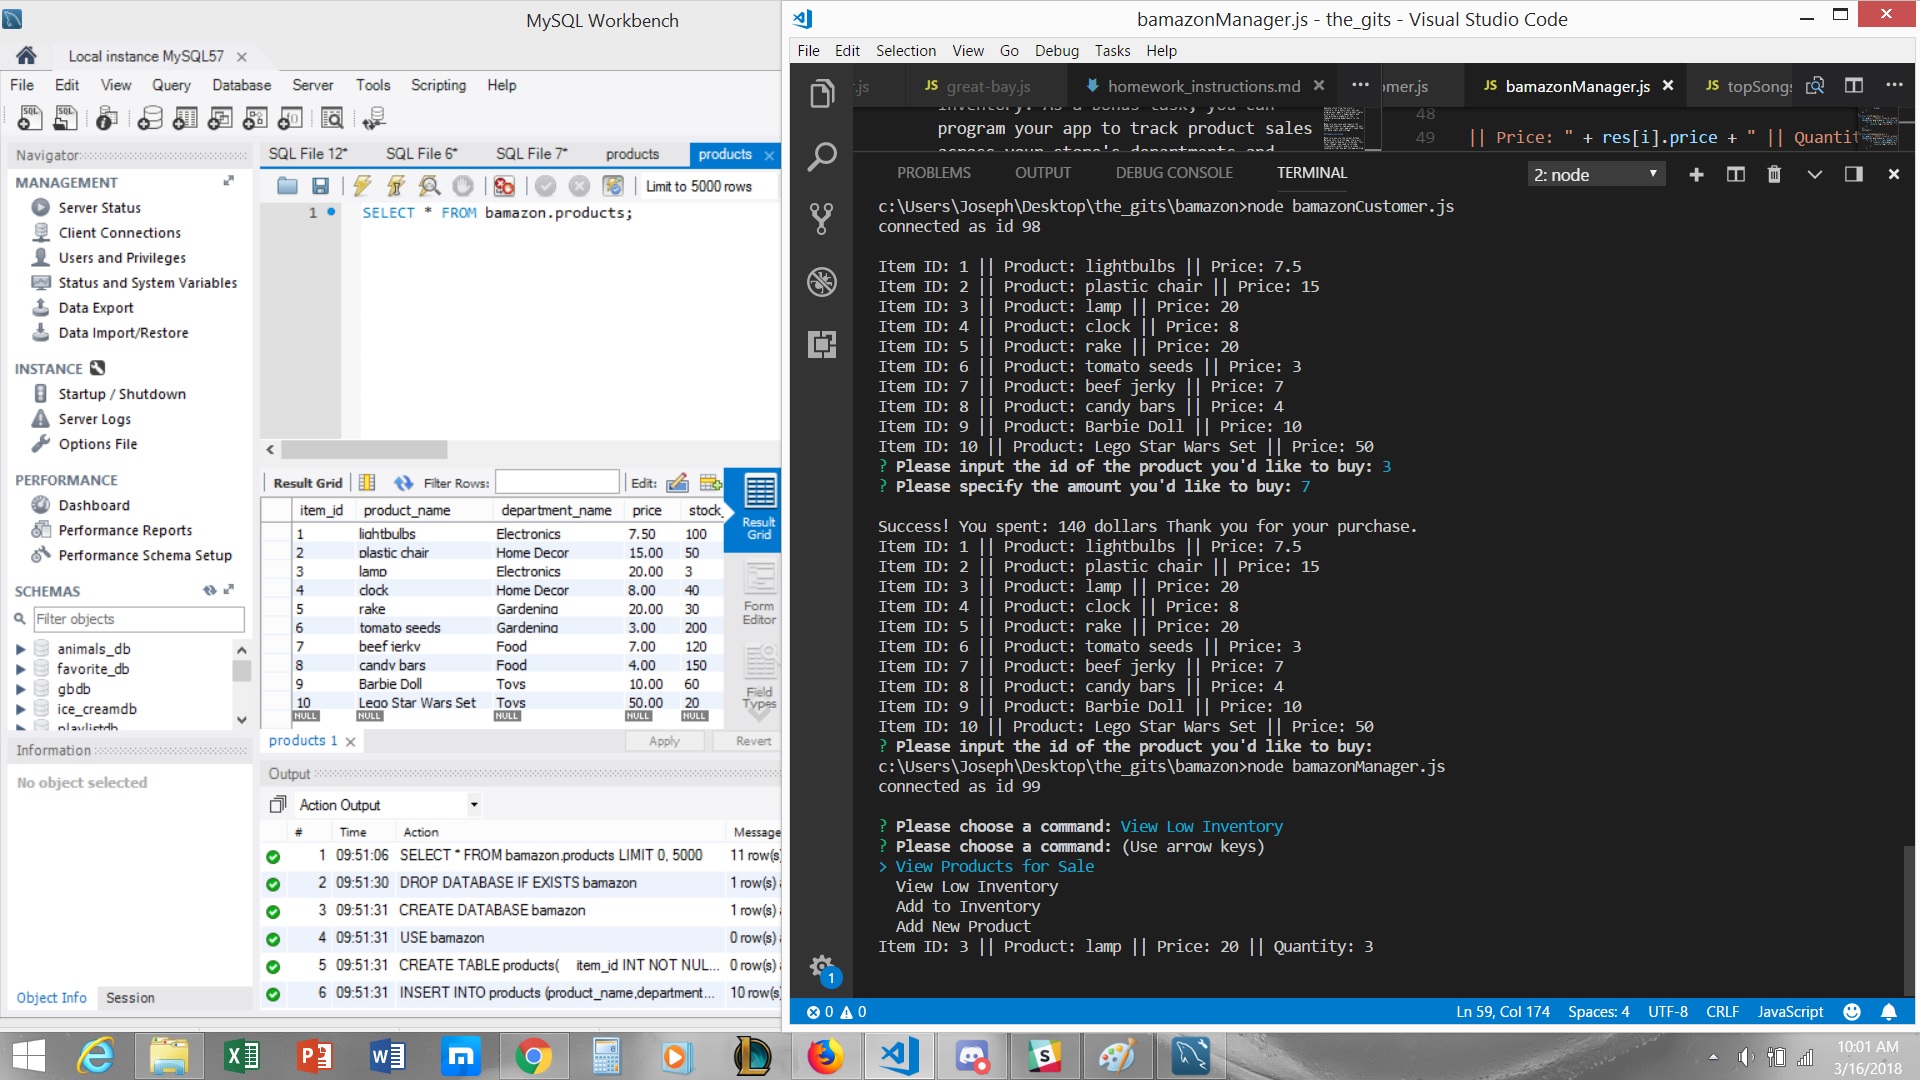 MySQL Workbench
Local instance MySQL57
File Edit View Query Database Server Tools Scripting Help
Navigator
SQL File 12* SQL File 6* SQL File 7* products products
MANAGEMENT
Server Status
Client Connections
Users and Privileges
Status and System Variables
Data Export
Data Import/Restore
INSTANCE
Startup / Shutdown
Server Logs
Options File
PERFORMANCE
Dashboard
Performance Reports
Performance Schema Setup
SCHEMAS
Filter objects
animals_db
favorite_db
gbdb
ice_creamdb
playlistdb
Information
No object selected
Object Info Session
Limit to 5000 rows
1 SELECT * FROM bamazon.products;
Result Grid Filter Rows: Edit:
item_id product_name department_name price stock_
1 lightbulbs Electronics 7.50 100
2 plastic chair Home Decor 15.00 50
3 lamp Electronics 20.00 3
4 clock Home Decor 8.00 40
5 rake Gardening 20.00 30
6 tomato seeds Gardening 3.00 200
7 beef jerky Food 7.00 120
8 candy bars Food 4.00 150
9 Barbie Doll Toys 10.00 60
10 Lego Star Wars Set Toys 50.00 20
NULL NULL NULL NULL NULL
Result
Grid
Form
Editor
Field
Types
products 1 Apply Revert
Output
Action Output
# Time Action Message
1 09:51:06 SELECT * FROM bamazon.products LIMIT 0, 5000 11 row(s)
2 09:51:30 DROP DATABASE IF EXISTS bamazon 1 row(s)
3 09:51:31 CREATE DATABASE bamazon 1 row(s)
4 09:51:31 USE bamazon 0 row(s)
5 09:51:31 CREATE TABLE products( item_id INT NOT NUL... 0 row(s)
6 09:51:31 INSERT INTO products (product_name,department... 10 row(s)
bamazonManager.js - the_gits - Visual Studio Code
File Edit Selection View Go Debug Tasks Help
.js JS great-bay.js homework_instructions.md ... omer.js JS bamazonManager.js JS topSongs ...
inventory. As a bonus task, you can
program your app to track product sales
across your store's departments and
48
49 || Price: " + res[i].price + " || Quantit
PROBLEMS OUTPUT DEBUG CONSOLE TERMINAL 2: node
c:\Users\Joseph\Desktop\the_gits\bamazon>node bamazonCustomer.js
connected as id 98
Item ID: 1 || Product: lightbulbs || Price: 7.5
Item ID: 2 || Product: plastic chair || Price: 15
Item ID: 3 || Product: lamp || Price: 20
Item ID: 4 || Product: clock || Price: 8
Item ID: 5 || Product: rake || Price: 20
Item ID: 6 || Product: tomato seeds || Price: 3
Item ID: 7 || Product: beef jerky || Price: 7
Item ID: 8 || Product: candy bars || Price: 4
Item ID: 9 || Product: Barbie Doll || Price: 10
Item ID: 10 || Product: Lego Star Wars Set || Price: 50
? Please input the id of the product you'd like to buy: 3
? Please specify the amount you'd like to buy: 7
Success! You spent: 140 dollars Thank you for your purchase.
Item ID: 1 || Product: lightbulbs || Price: 7.5
Item ID: 2 || Product: plastic chair || Price: 15
Item ID: 3 || Product: lamp || Price: 20
Item ID: 4 || Product: clock || Price: 8
Item ID: 5 || Product: rake || Price: 20
Item ID: 6 || Product: tomato seeds || Price: 3
Item ID: 7 || Product: beef jerky || Price: 7
Item ID: 8 || Product: candy bars || Price: 4
Item ID: 9 || Product: Barbie Doll || Price: 10
Item ID: 10 || Product: Lego Star Wars Set || Price: 50
? Please input the id of the product you'd like to buy:
c:\Users\Joseph\Desktop\the_gits\bamazon>node bamazonManager.js
connected as id 99
? Please choose a command: View Low Inventory
? Please choose a command: (Use arrow keys)
> View Products for Sale
View Low Inventory
Add to Inventory
Add New Product
Item ID: 3 || Product: lamp || Price: 20 || Quantity: 3
1
0 0 Ln 59, Col 174 Spaces: 4 UTF-8 CRLF JavaScript
10:01 AM
3/16/2018